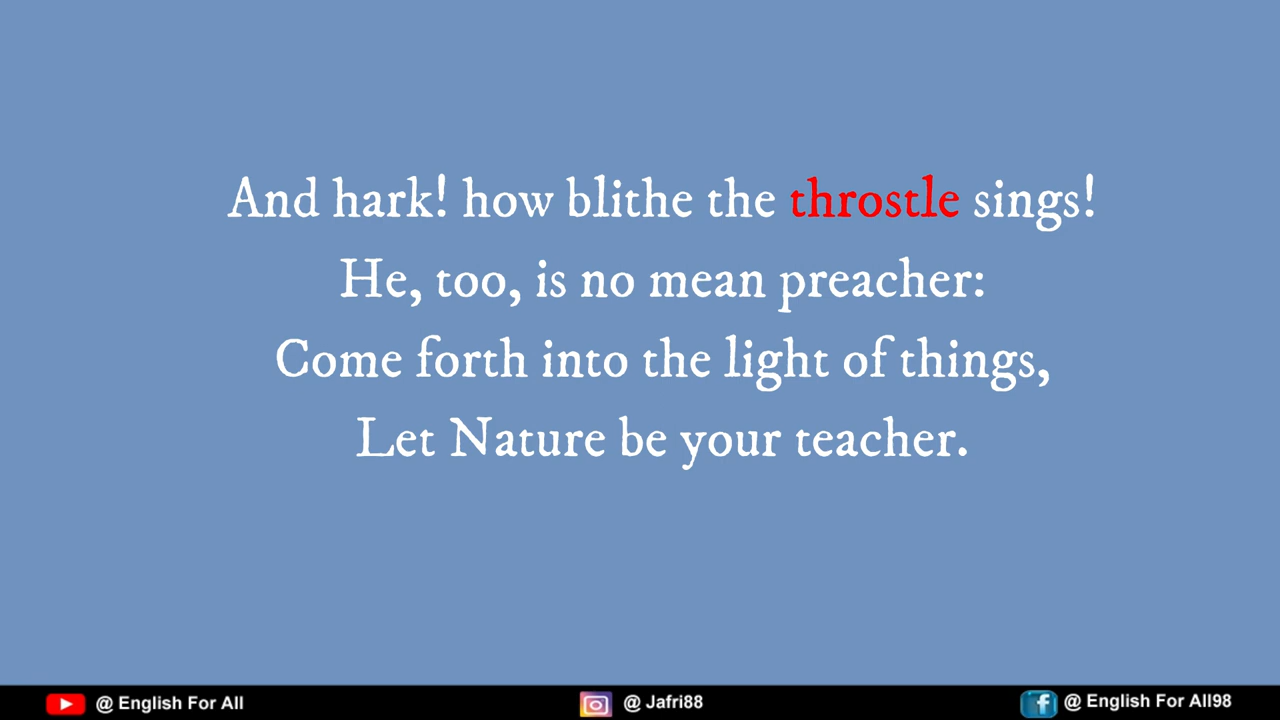 And hark! how blithe the throstle sings!
He, too, is no mean preacher:
Come forth into the light of things,
Let Nature be your teacher.
@ English For All
@ Jafri88
@ English For All98